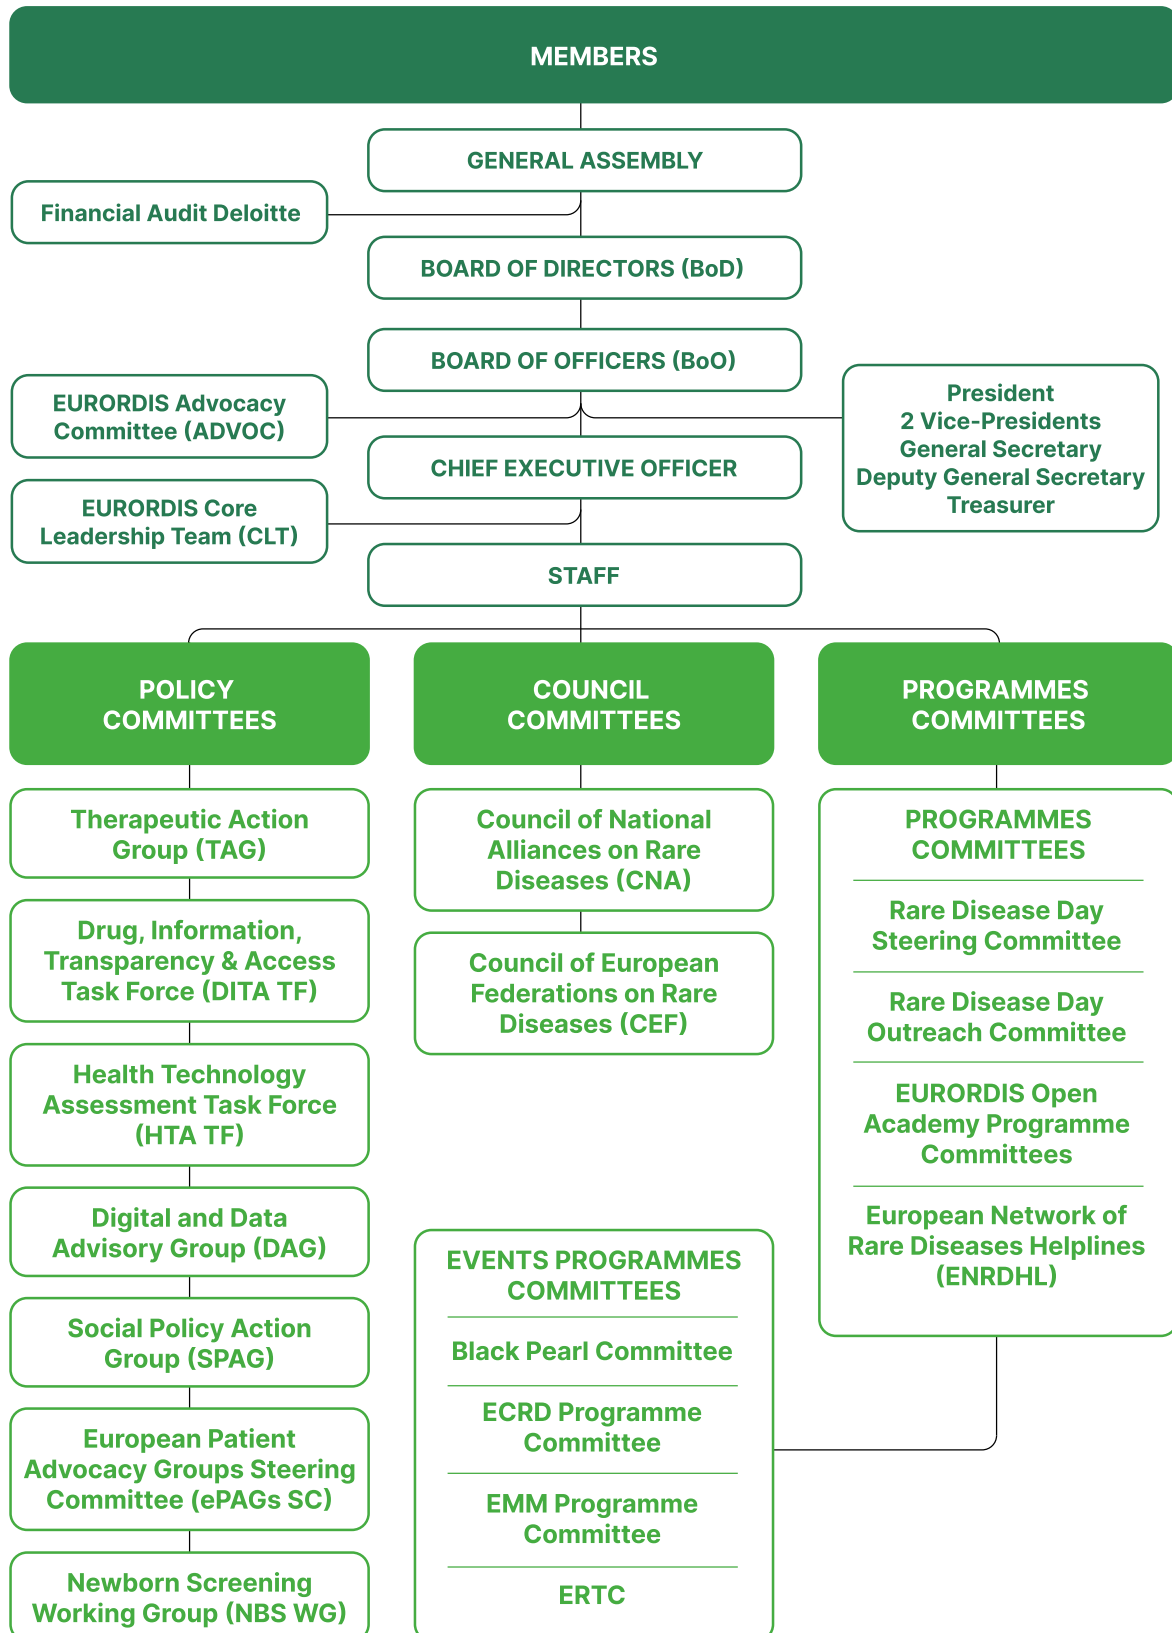 MEMBERS
GENERAL ASSEMBLY
Financial Audit Deloitte
BOARD OF DIRECTORS (BoD)
BOARD OF OFFICERS (BoO)
EURORDIS Advocacy
Committee (ADVOC)
President
2 Vice-Presidents
General Secretary
Deputy General Secretary
Treasurer
CHIEF EXECUTIVE OFFICER
EURORDIS Core
Leadership Team (CLT)
STAFF
POLICY
COMMITTEES
Therapeutic Action
Group (TAG)
Drug, Information,
Transparency & Access
Task Force (DITA TF)
Health Technology
Assessment Task Force
(HTA TF)
Digital and Data
Advisory Group (DAG)
Social Policy Action
Group (SPAG)
European Patient
Advocacy Groups Steering
Committee (ePAGs SC)
Newborn Screening
Working Group (NBS WG)
COUNCIL
COMMITTEES
Council of National
Alliances on Rare
Diseases (CNA)
Council of European
Federations on Rare
Diseases (CEF)
PROGRAMMES
COMMITTEES
PROGRAMMES
COMMITTEES
Rare Disease Day
Steering Committee
Rare Disease Day
Outreach Committee
EURORDIS Open
Academy Programme
Committees
European Network of
Rare Diseases Helplines
(ENRDHL)
EVENTS PROGRAMMES
COMMITTEES
Black Pearl Committee
ECRD Programme
Committee
EMM Programme
Committee
ERTC